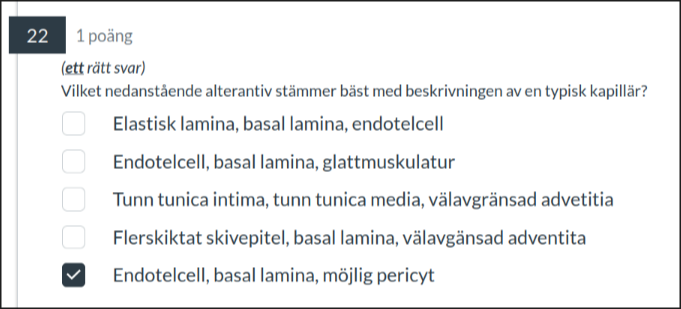 22 1 poäng
(ett rätt svar)
Vilket nedanstående alterantiv stämmer bäst med beskrivningen av en typisk kapillär?
Elastisk lamina, basal lamina, endotelcell
Endotelcell, basal lamina, glattmuskulatur
Tunn tunica intima, tunn tunica media, välavgränsad advetitia
Flerskiktat skivepitel, basal lamina, välavgänsad adventita
Endotelcell, basal lamina, möjlig pericyt